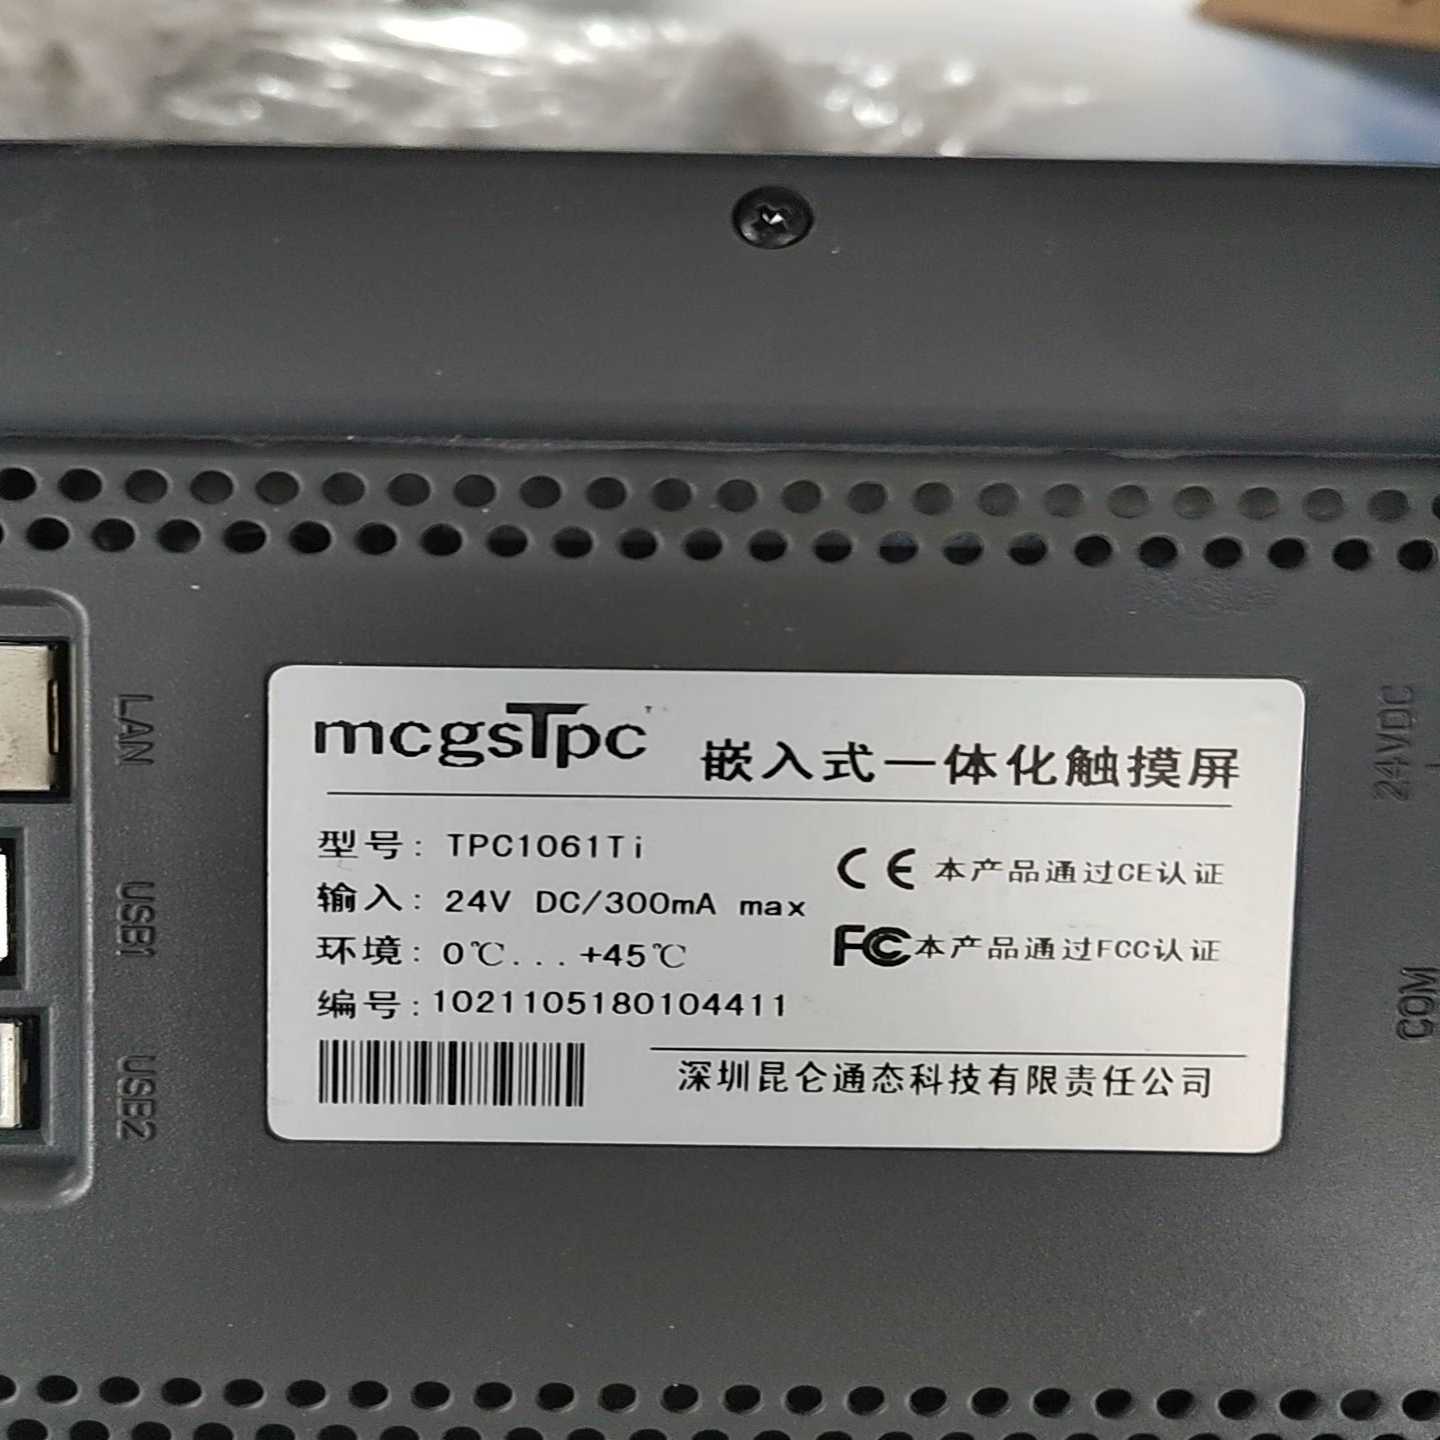 LAN
USB1
USB2
mcgsTpc
嵌入式一体化触摸屏
型号: TPC1061Ti
输入: 24V DC/300mA max
环境: 0℃...+45℃
编号: 1021105180104411
CE 本产品通过CE认证
FC 本产品通过FCC认证
深圳昆仑通态科技有限责任公司
24VDC
COM